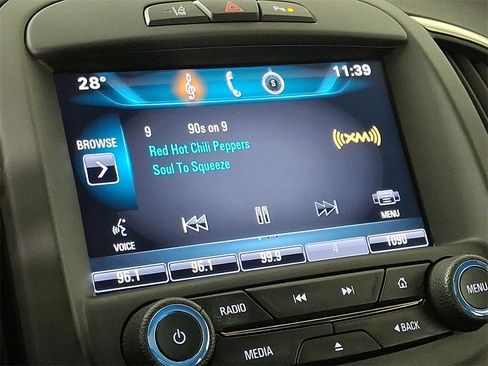 28°
11:39
S
9 90s on 9
Red Hot Chili Peppers
Soul To Squeeze
((XM))
BROWSE
VOICE
MENU
96.1 96.1 99.9 4 1090
RADIO
MEDIA
BACK
MENU